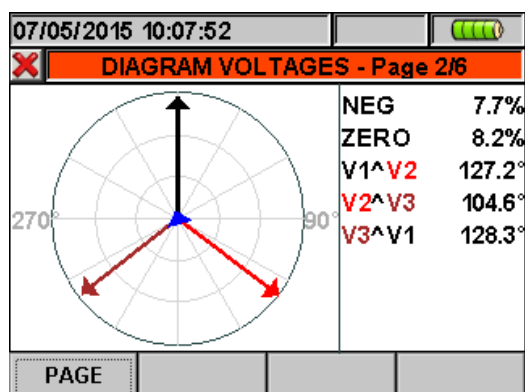 07/05/2015 10:07:52
DIAGRAM VOLTAGES - Page 2/6
NEG 7.7%
ZERO 8.2%
V1^V2 127.2°
V2^V3 104.6°
V3^V1 128.3°
270° 90°
PAGE